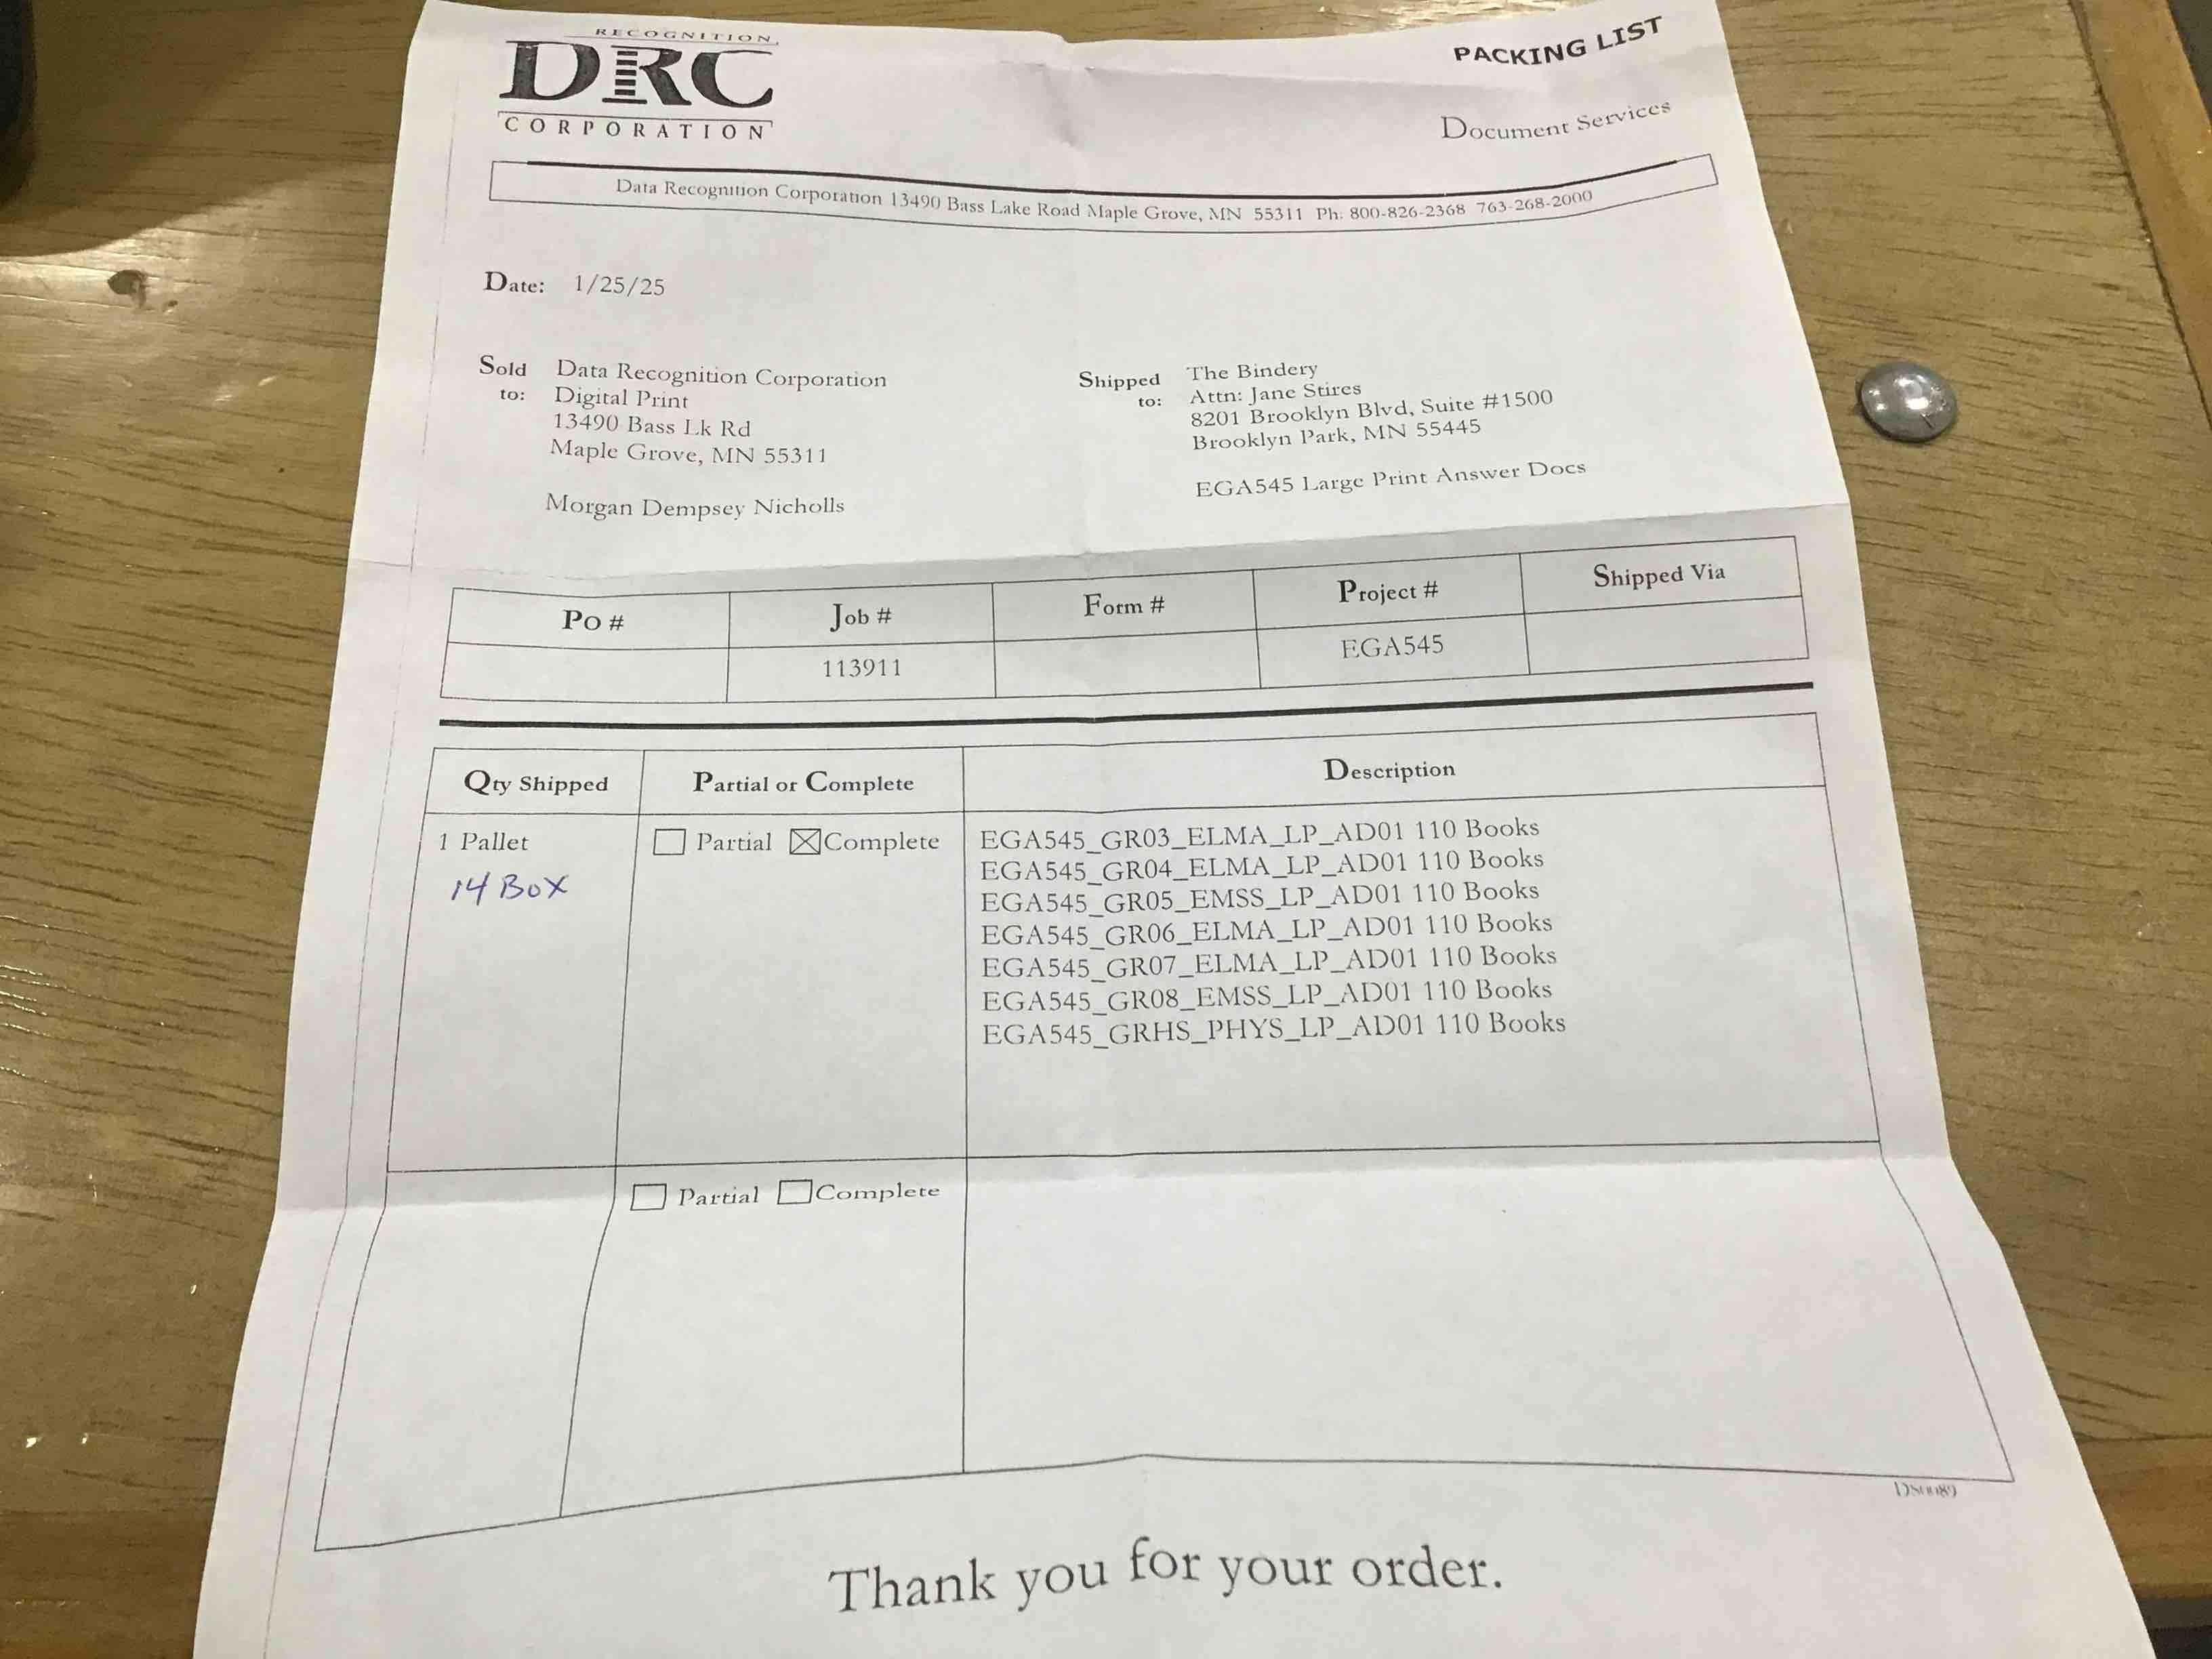 RECOGNITION
DRC
CORPORATION
PACKING LIST
Document Services
Data Recognition Corporation 13490 Bass Lake Road Maple Grove, MN 55311 Ph: 800-826-2368 763-268-2000
Date: 1/25/25
Sold to: Data Recognition Corporation
Digital Print
13490 Bass Lk Rd
Maple Grove, MN 55311
Morgan Dempsey Nicholls
Shipped to: The Bindery
Attn: Jane Stires
8201 Brooklyn Blvd, Suite #1500
Brooklyn Park, MN 55445
EGA545 Large Print Answer Docs
PO # Job # Form # Project # Shipped Via
113911 EGA545
Qty Shipped Partial or Complete Description
1 Pallet Partial Complete
14 BOX
EGA545_GR03_ELMA_LP_AD01 110 Books
EGA545_GR04_ELMA_LP_AD01 110 Books
EGA545_GR05_EMSS_LP_AD01 110 Books
EGA545_GR06_ELMA_LP_AD01 110 Books
EGA545_GR07_ELMA_LP_AD01 110 Books
EGA545_GR08_EMSS_LP_AD01 110 Books
EGA545_GRHS_PHYS_LP_AD01 110 Books
Partial Complete
DS0089
Thank you for your order.